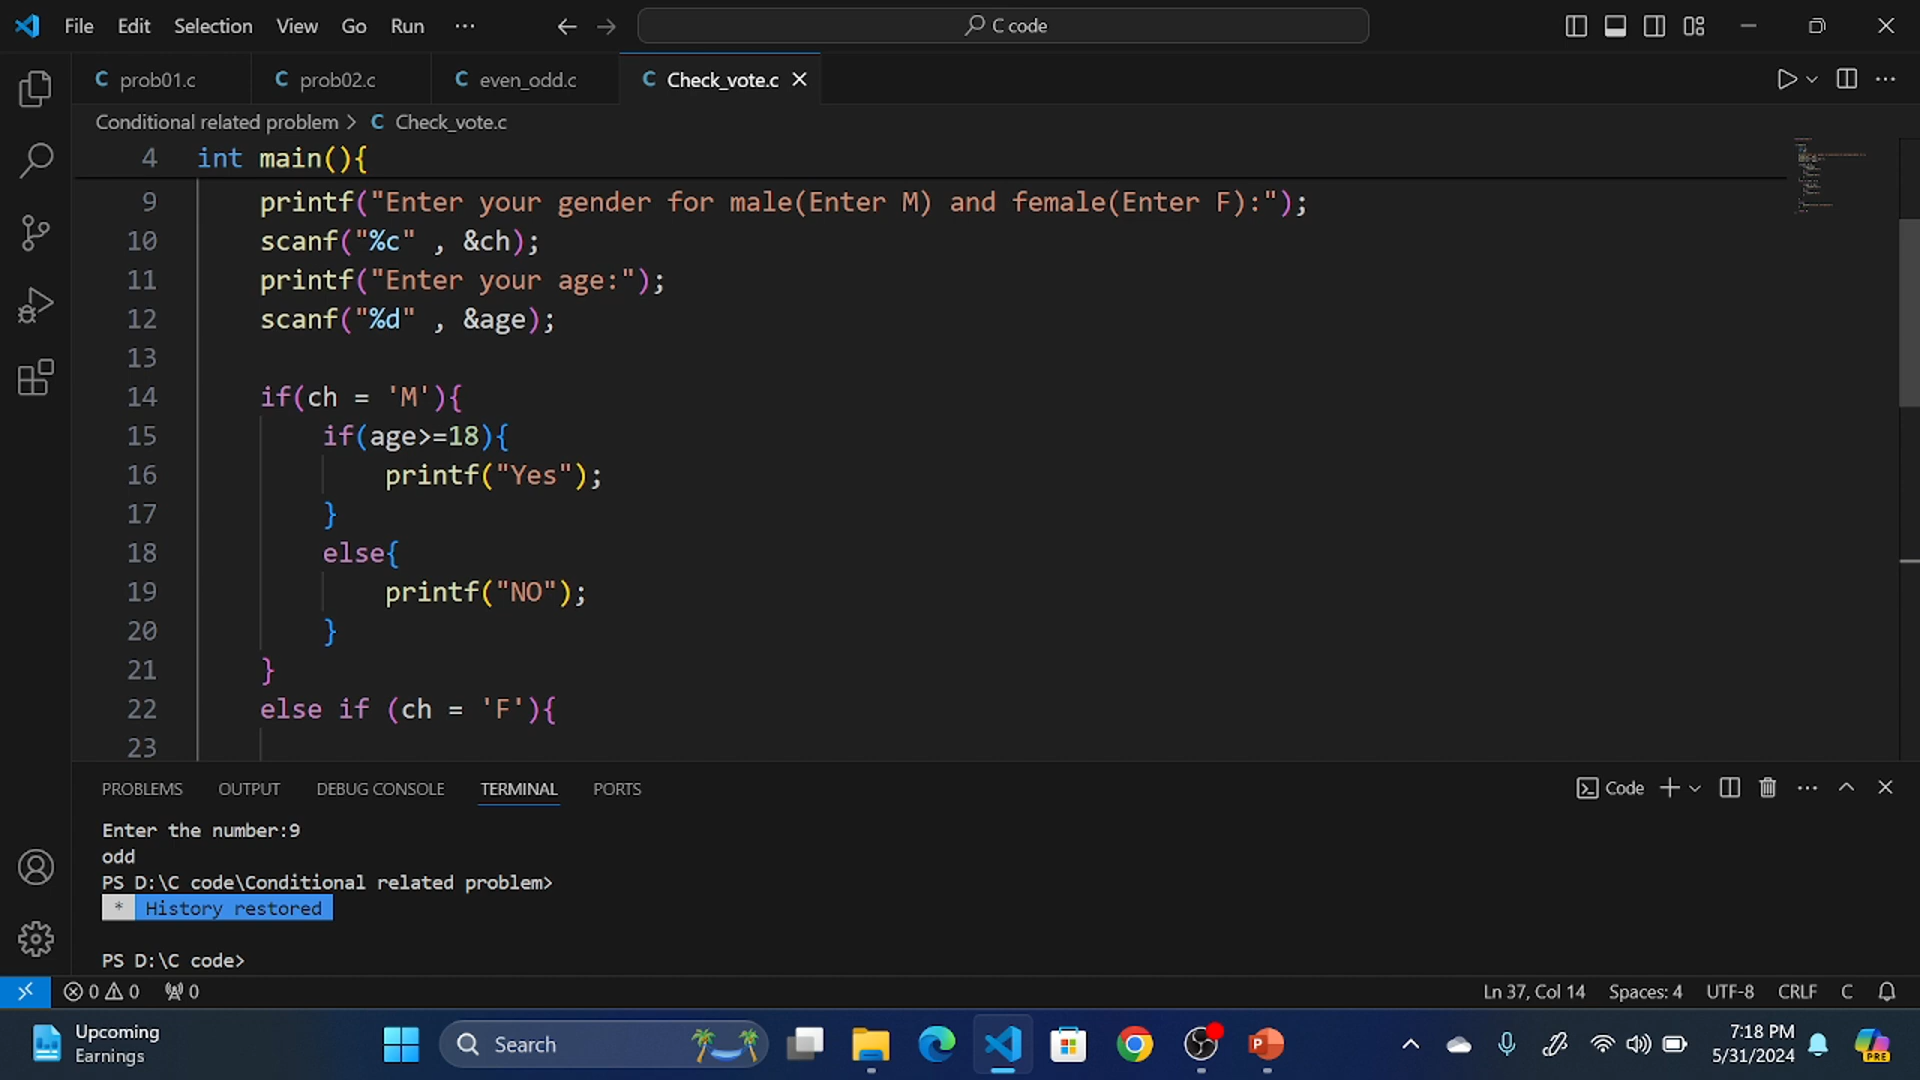 File Edit Selection View Go Run ··· C code
prob01.c prob02.c even_odd.c Check_vote.c
Conditional related problem > C Check_vote.c
4 int main(){
9 printf("Enter your gender for male(Enter M) and female(Enter F):");
10 scanf("%c" , &ch);
11 printf("Enter your age:");
12 scanf("%d" , &age);
13
14 if(ch = 'M'){
15 if(age>=18){
16 printf("Yes");
17 }
18 else{
19 printf("NO");
20 }
21 }
22 else if (ch = 'F'){
23
PROBLEMS OUTPUT DEBUG CONSOLE TERMINAL PORTS Code
Enter the number:9
odd
PS D:\C code\Conditional related problem>
* History restored
PS D:\C code>
0 0 0 Ln 37, Col 14 Spaces: 4 UTF-8 CRLF C
Upcoming
Earnings
Search
7:18 PM
5/31/2024
PRE